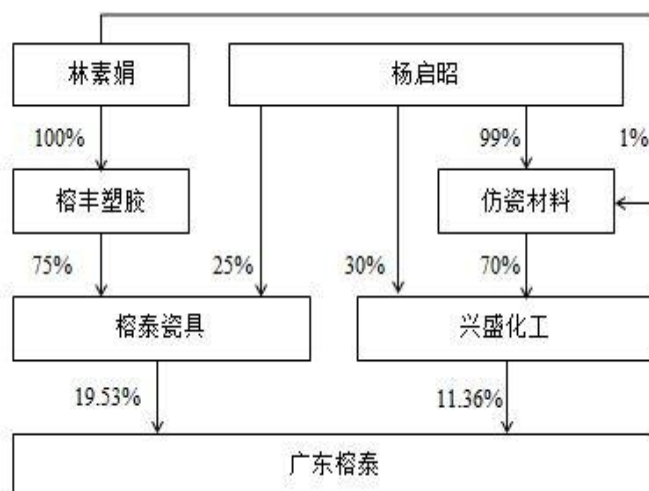 林素娟
杨启昭
100%
99%
1%
榕丰塑胶
仿瓷材料
75%
25%
30%
70%
榕泰瓷具
兴盛化工
19.53%
11.36%
广东榕泰